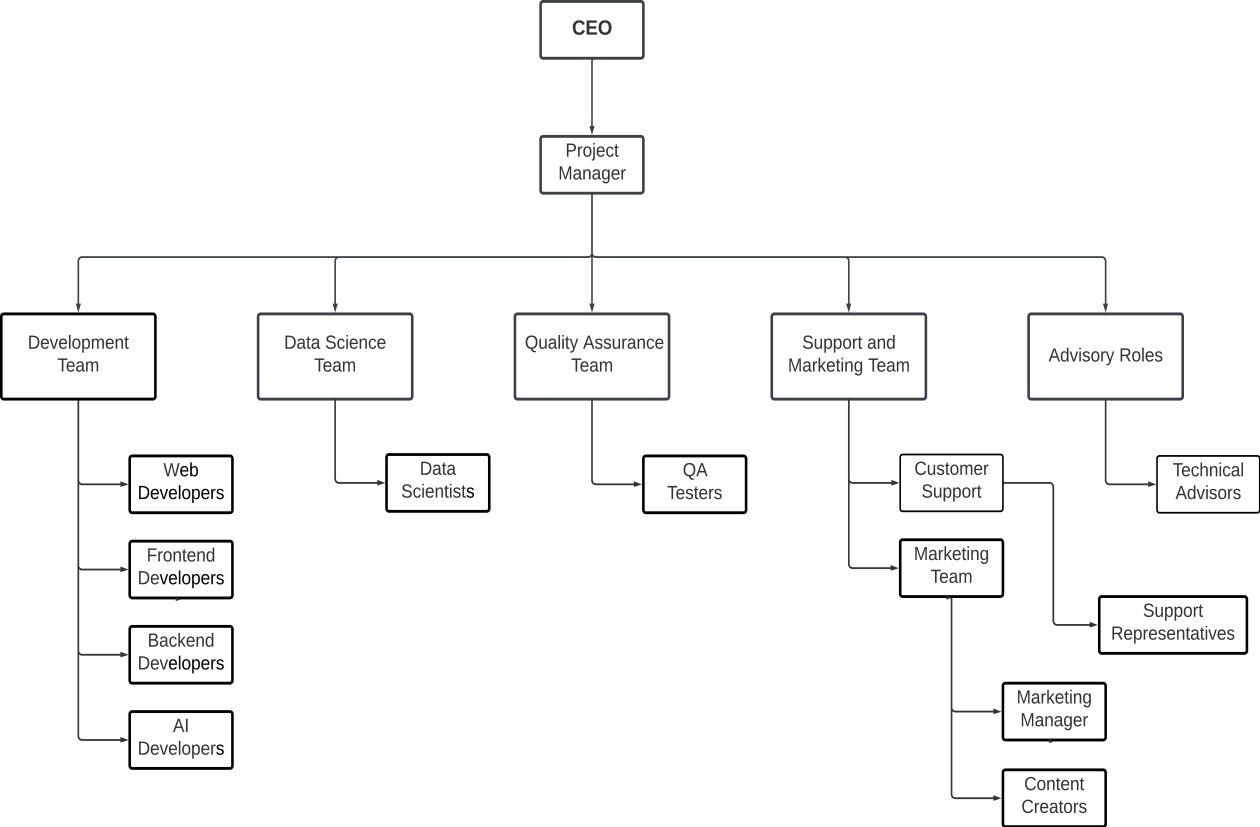 CEO
Project
Manager
Development
Team
Data Science
Team
Quality Assurance
Team
Support and
Marketing Team
Advisory Roles
Web
Developers
Frontend
Developers
Backend
Developers
AI
Developers
Data
Scientists
QA
Testers
Customer
Support
Marketing
Team
Support
Representatives
Marketing
Manager
Content
Creators
Technical
Advisors